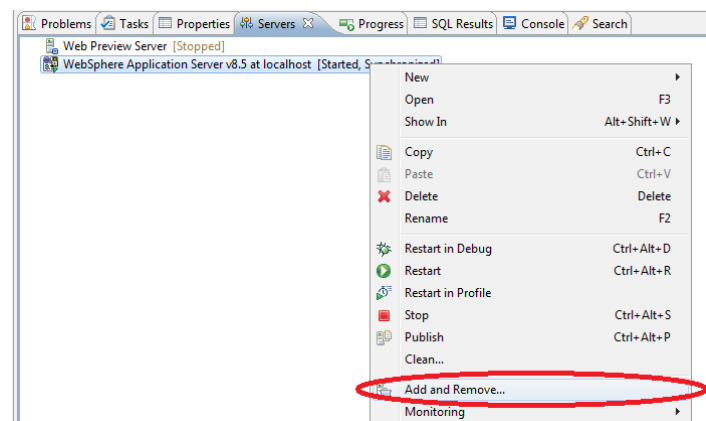 Problems Tasks Properties Servers Progress SQL Results Console Search
Web Preview Server [Stopped]
WebSphere Application Server v8.5 at localhost [Started, Synchronized]
New
Open F3
Show In Alt+Shift+W
Copy Ctrl+C
Paste Ctrl+V
Delete Delete
Rename F2
Restart in Debug Ctrl+Alt+D
Restart Ctrl+Alt+R
Restart in Profile
Stop Ctrl+Alt+S
Publish Ctrl+Alt+P
Clean...
Add and Remove...
Monitoring